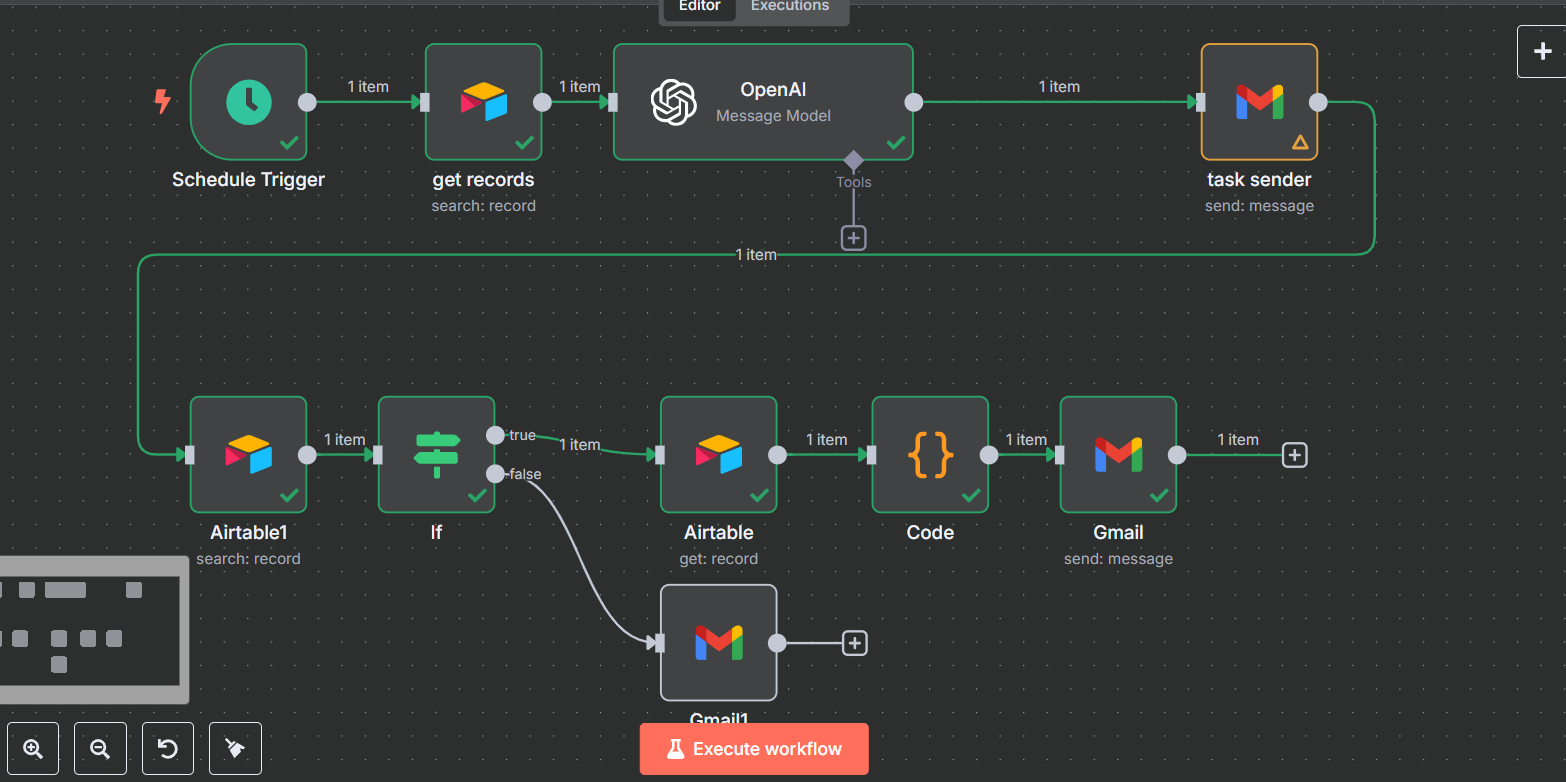 Editor Executions
1 item
1 item
OpenAI
Message Model
1 item
Schedule Trigger
get records
search: record
Tools
task sender
send: message
1 item
1 item
true
1 item
false
1 item
1 item
1 item
Airtable1
search: record
If
Airtable
get: record
Code
Gmail
send: message
Gmail1
Execute workflow